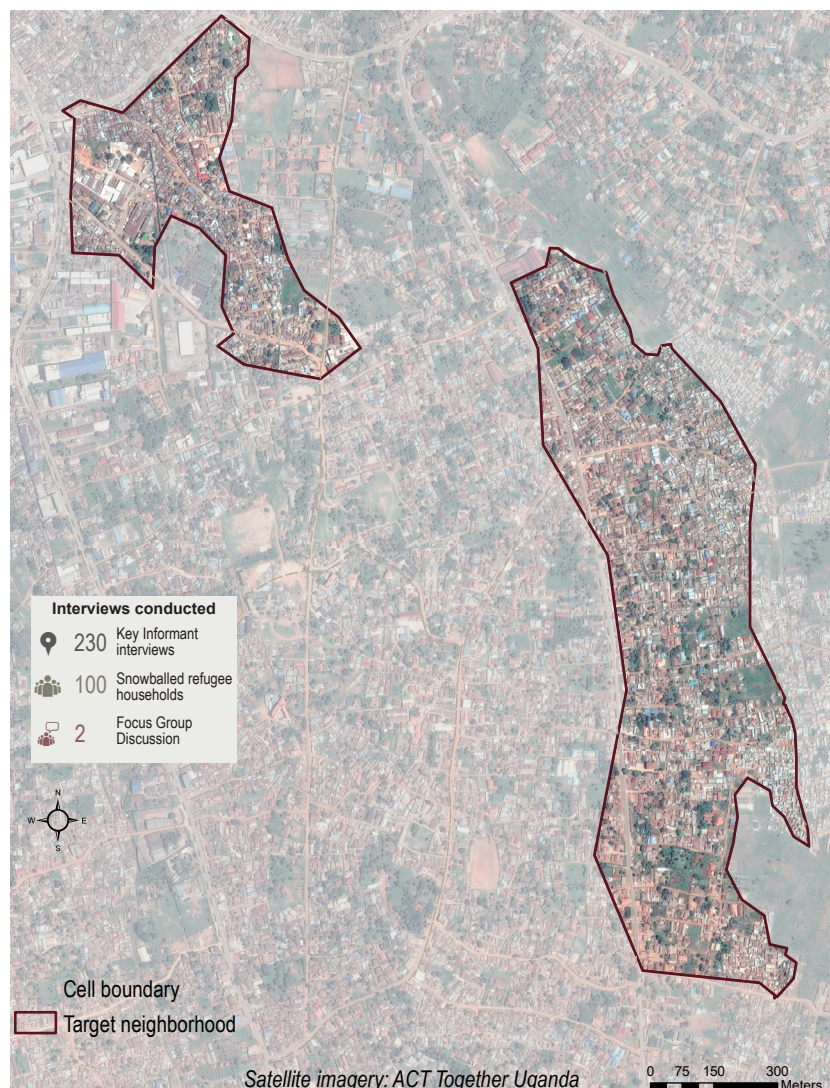 Interviews conducted
230 Key Informant
interviews
100 Snowballed refugee
households
2 Focus Group
Discussion
N
W E
S
Cell boundary
Target neighborhood
Satellite imagery: ACT Together Uganda
0 75 150 300
Meters